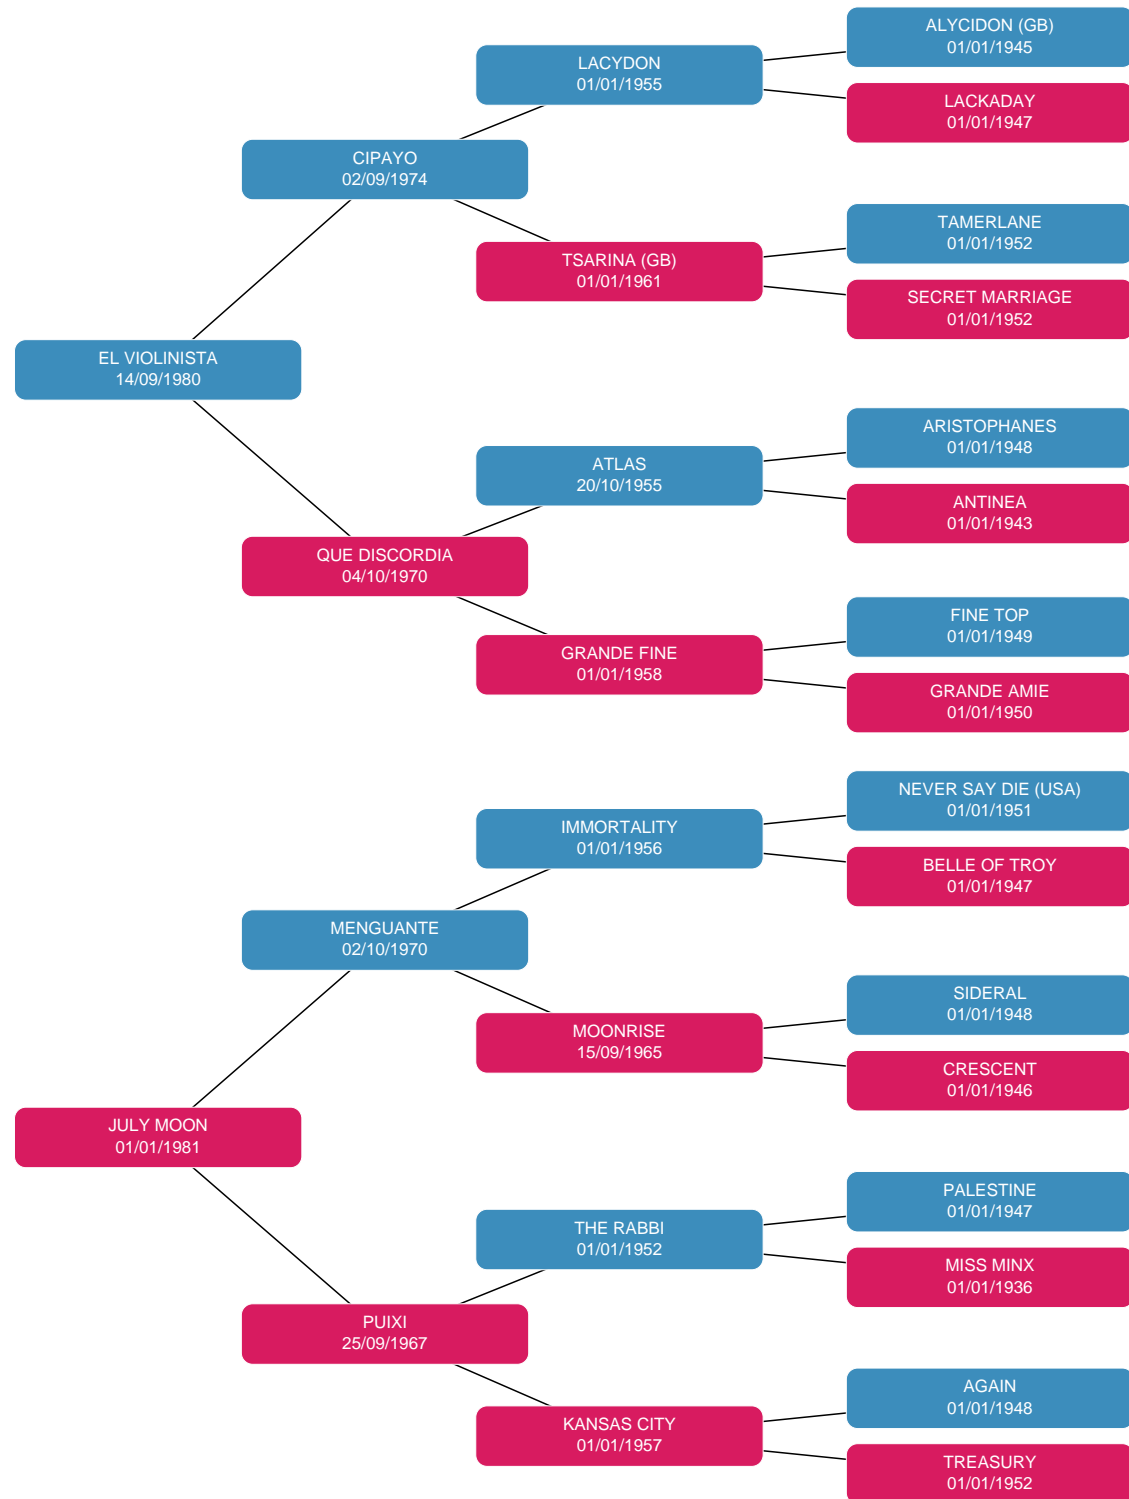 ALYCIDON (GB)
01/01/1945
LACYDON
01/01/1955
LACKADAY
01/01/1947
CIPAYO
02/09/1974
TAMERLANE
01/01/1952
TSARINA (GB)
01/01/1961
SECRET MARRIAGE
01/01/1952
EL VIOLINISTA
14/09/1980
ARISTOPHANES
01/01/1948
ATLAS
20/10/1955
ANTINEA
01/01/1943
QUE DISCORDIA
04/10/1970
FINE TOP
01/01/1949
GRANDE FINE
01/01/1958
GRANDE AMIE
01/01/1950
NEVER SAY DIE (USA)
01/01/1951
IMMORTALITY
01/01/1956
BELLE OF TROY
01/01/1947
MENGUANTE
02/10/1970
SIDERAL
01/01/1948
MOONRISE
15/09/1965
CRESCENT
01/01/1946
JULY MOON
01/01/1981
PALESTINE
01/01/1947
THE RABBI
01/01/1952
MISS MINX
01/01/1936
PUIXI
25/09/1967
AGAIN
01/01/1948
KANSAS CITY
01/01/1957
TREASURY
01/01/1952